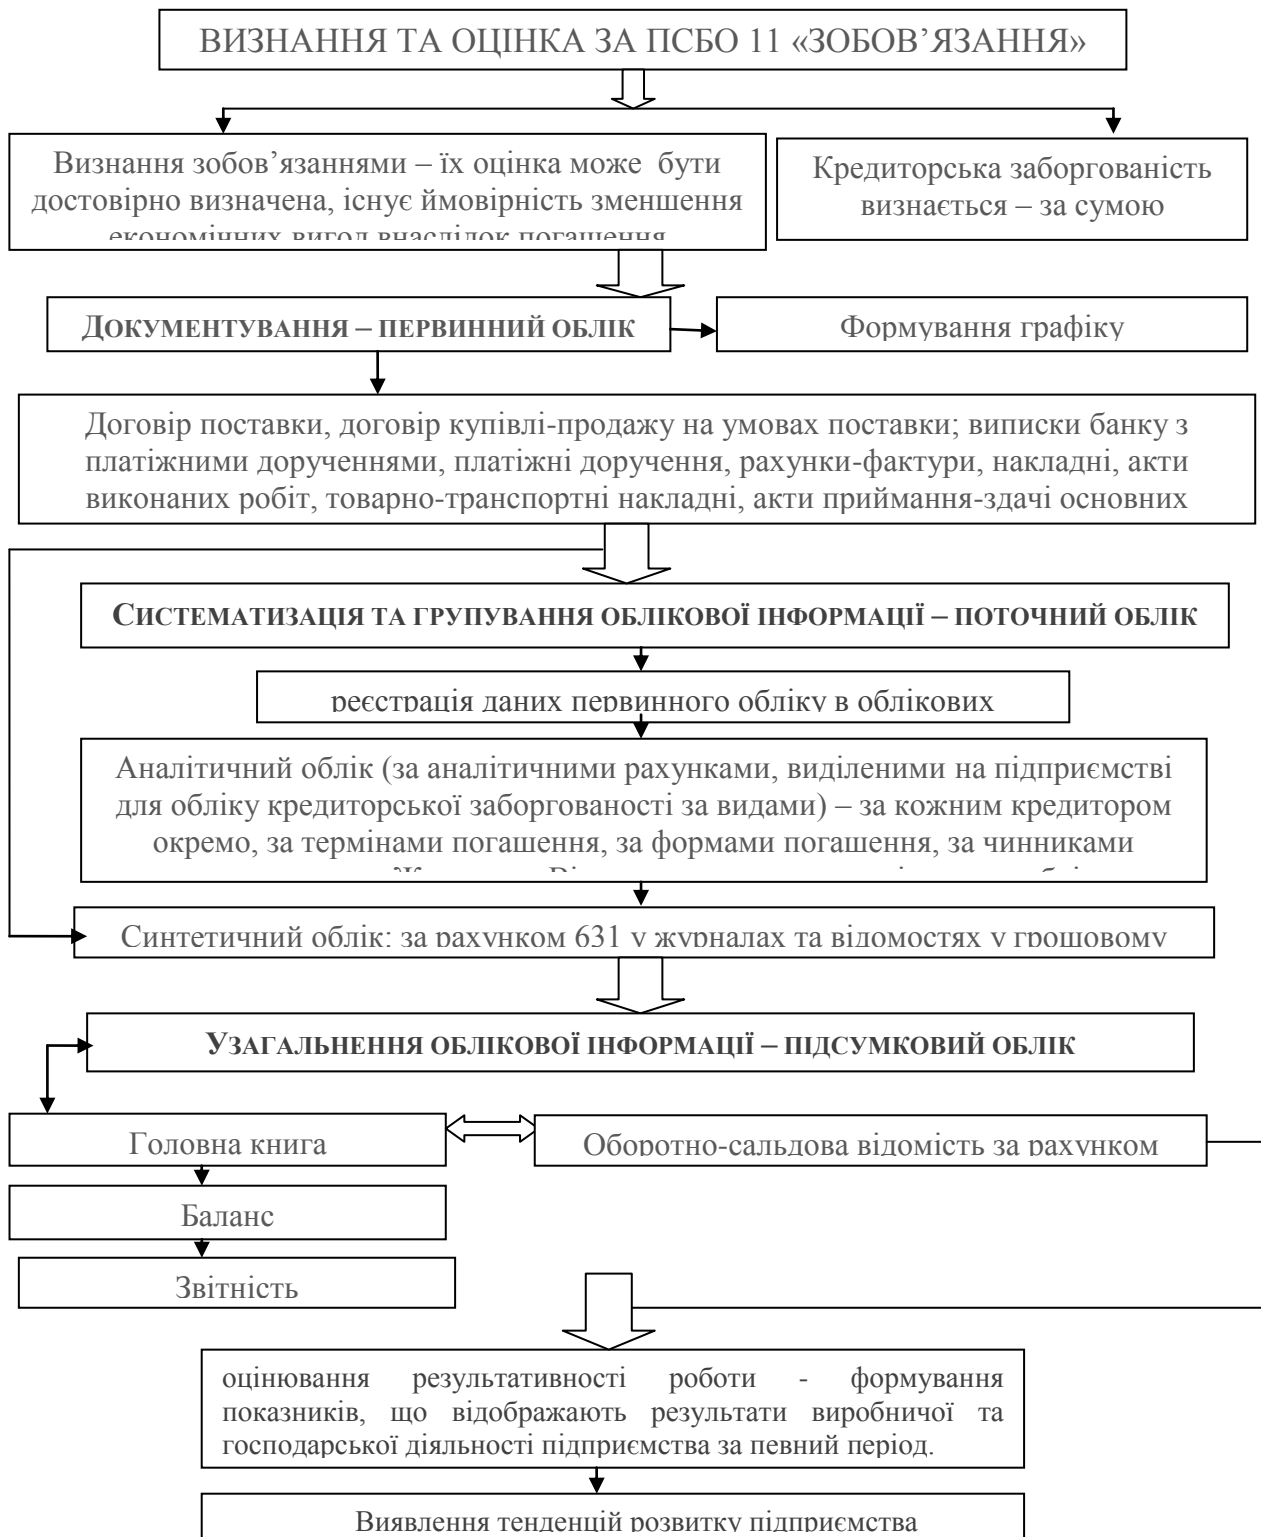 ВИЗНАННЯ ТА ОЦІНКА ЗА ПСБО 11 «ЗОБОВ’ЯЗАННЯ»
Визнання зобов’язаннями – їх оцінка може бути
достовірно визначена, існує ймовірність зменшення
економічних вигод внаслідок погашення
Кредиторська заборгованість
визнається – за сумою
ДОКУМЕНТУВАННЯ – ПЕРВИННИЙ ОБЛІК
Формування графіку
Договір поставки, договір купівлі-продажу на умовах поставки; виписки банку з
платіжними дорученнями, платіжні доручення, рахунки-фактури, накладні, акти
виконаних робіт, товарно-транспортні накладні, акти приймання-здачі основних
СИСТЕМАТИЗАЦІЯ ТА ГРУПУВАННЯ ОБЛІКОВОЇ ІНФОРМАЦІЇ – ПОТОЧНИЙ ОБЛІК
реєстрація даних первинного обліку в облікових
Аналітичний облік (за аналітичними рахунками, виділеними на підприємстві
для обліку кредиторської заборгованості за видами) – за кожним кредитором
окремо, за термінами погашення, за формами погашення, за чинниками
Синтетичний облік: за рахунком 631 у журналах та відомостях у грошовому
УЗАГАЛЬНЕННЯ ОБЛІКОВОЇ ІНФОРМАЦІЇ – ПІДСУМКОВИЙ ОБЛІК
Головна книга
Оборотно-сальдова відомість за рахунком
Баланс
Звітність
оцінювання результативності роботи - формування
показників, що відображають результати виробничої та
господарської діяльності підприємства за певний період.
Виявлення тенденцій розвитку підприємства